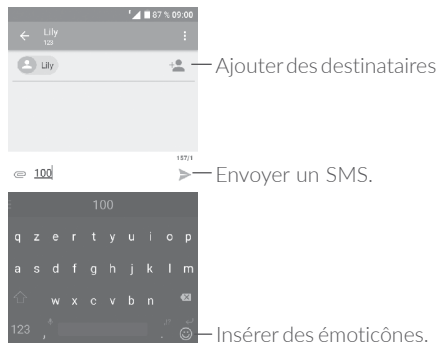 87 % 09:00
Lily
123
Lily
Ajouter des destinataires
157/1
100
Envoyer un SMS.
100
q z e r t y u i o p
a s d f g h j k l m
w x c v b n
123 , .
Insérer des émoticônes.